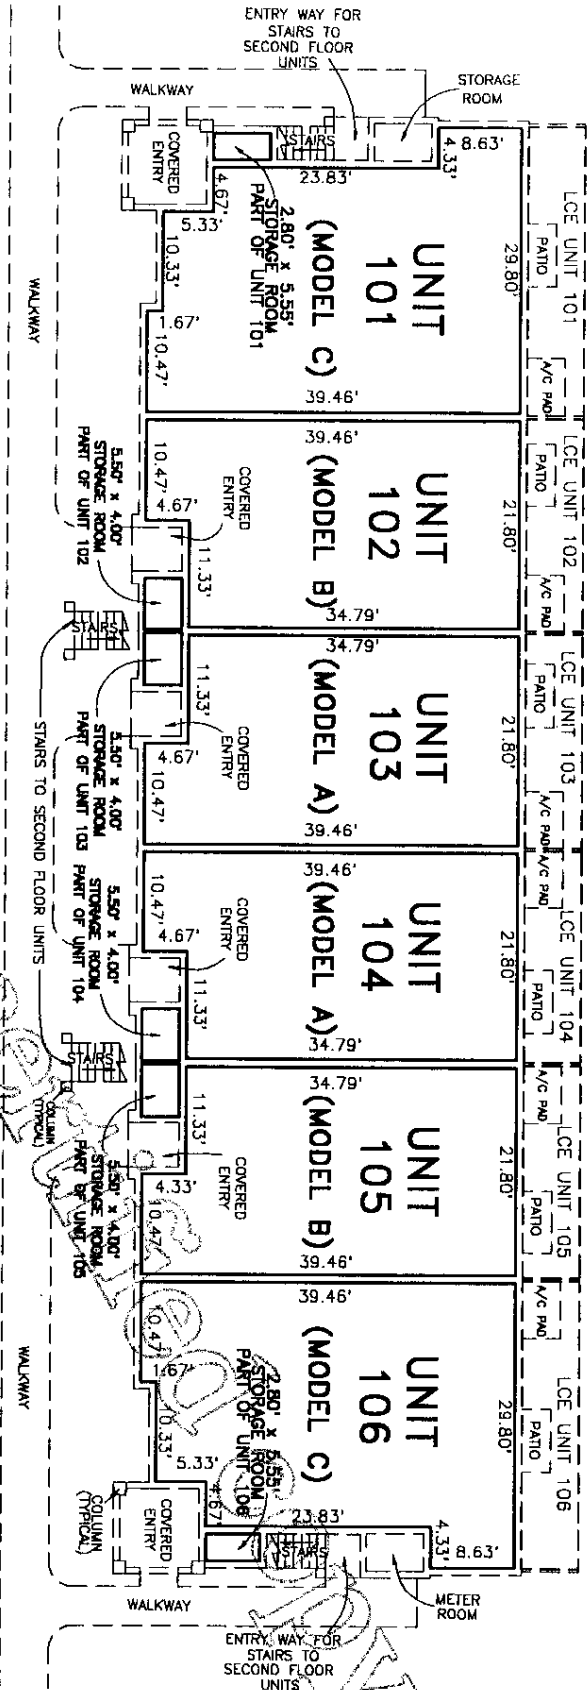 ENTRY WAY FOR
STAIRS TO
SECOND FLOOR
UNITS
WALKWAY
STORAGE
ROOM
STAIRS
COVERED
ENTRY
8.63'
4.33'
23.83'
4.67'
5.33'
10.33'
1.67'
10.47'
2.80' x 5.55'
STORAGE ROOM
PART OF UNIT 101
UNIT
101
(MODEL C)
29.80'
39.46'
LCE UNIT 101
PATIO
A/C PAD
WALKWAY
39.46'
10.47'
4.67'
11.33'
COVERED
ENTRY
5.50' x 4.00'
STORAGE ROOM
PART OF UNIT 102
UNIT
102
(MODEL B)
21.80'
34.79'
LCE UNIT 102
PATIO
A/C PAD
STAIRS
STAIRS TO SECOND FLOOR UNITS
34.79'
11.33'
4.67'
10.47'
COVERED
ENTRY
5.50' x 4.00'
STORAGE ROOM
PART OF UNIT 103
UNIT
103
(MODEL A)
21.80'
39.46'
LCE UNIT 103
PATIO
A/C PAD
39.46'
10.47'
4.67'
11.33'
COVERED
ENTRY
5.50' x 4.00'
STORAGE ROOM
PART OF UNIT 104
UNIT
104
(MODEL A)
21.80'
34.79'
LCE UNIT 104
A/C PAD
PATIO
STAIRS
COLUMN
(TYPICAL)
34.79'
11.33'
4.33'
10.47'
COVERED
ENTRY
5.50' x 4.00'
STORAGE ROOM
PART OF UNIT 105
UNIT
105
(MODEL B)
21.80'
39.46'
LCE UNIT 105
A/C PAD
PATIO
WALKWAY
39.46'
10.47'
1.67'
10.33'
5.33'
4.67'
2.80' x 5.55'
STORAGE ROOM
PART OF UNIT 106
UNIT
106
(MODEL C)
29.80'
23.83'
4.33'
8.63'
LCE UNIT 106
A/C PAD
PATIO
COLUMN
(TYPICAL)
COVERED
ENTRY
STAIRS
WALKWAY
METER
ROOM
ENTRY WAY FOR
STAIRS TO
SECOND FLOOR
UNITS